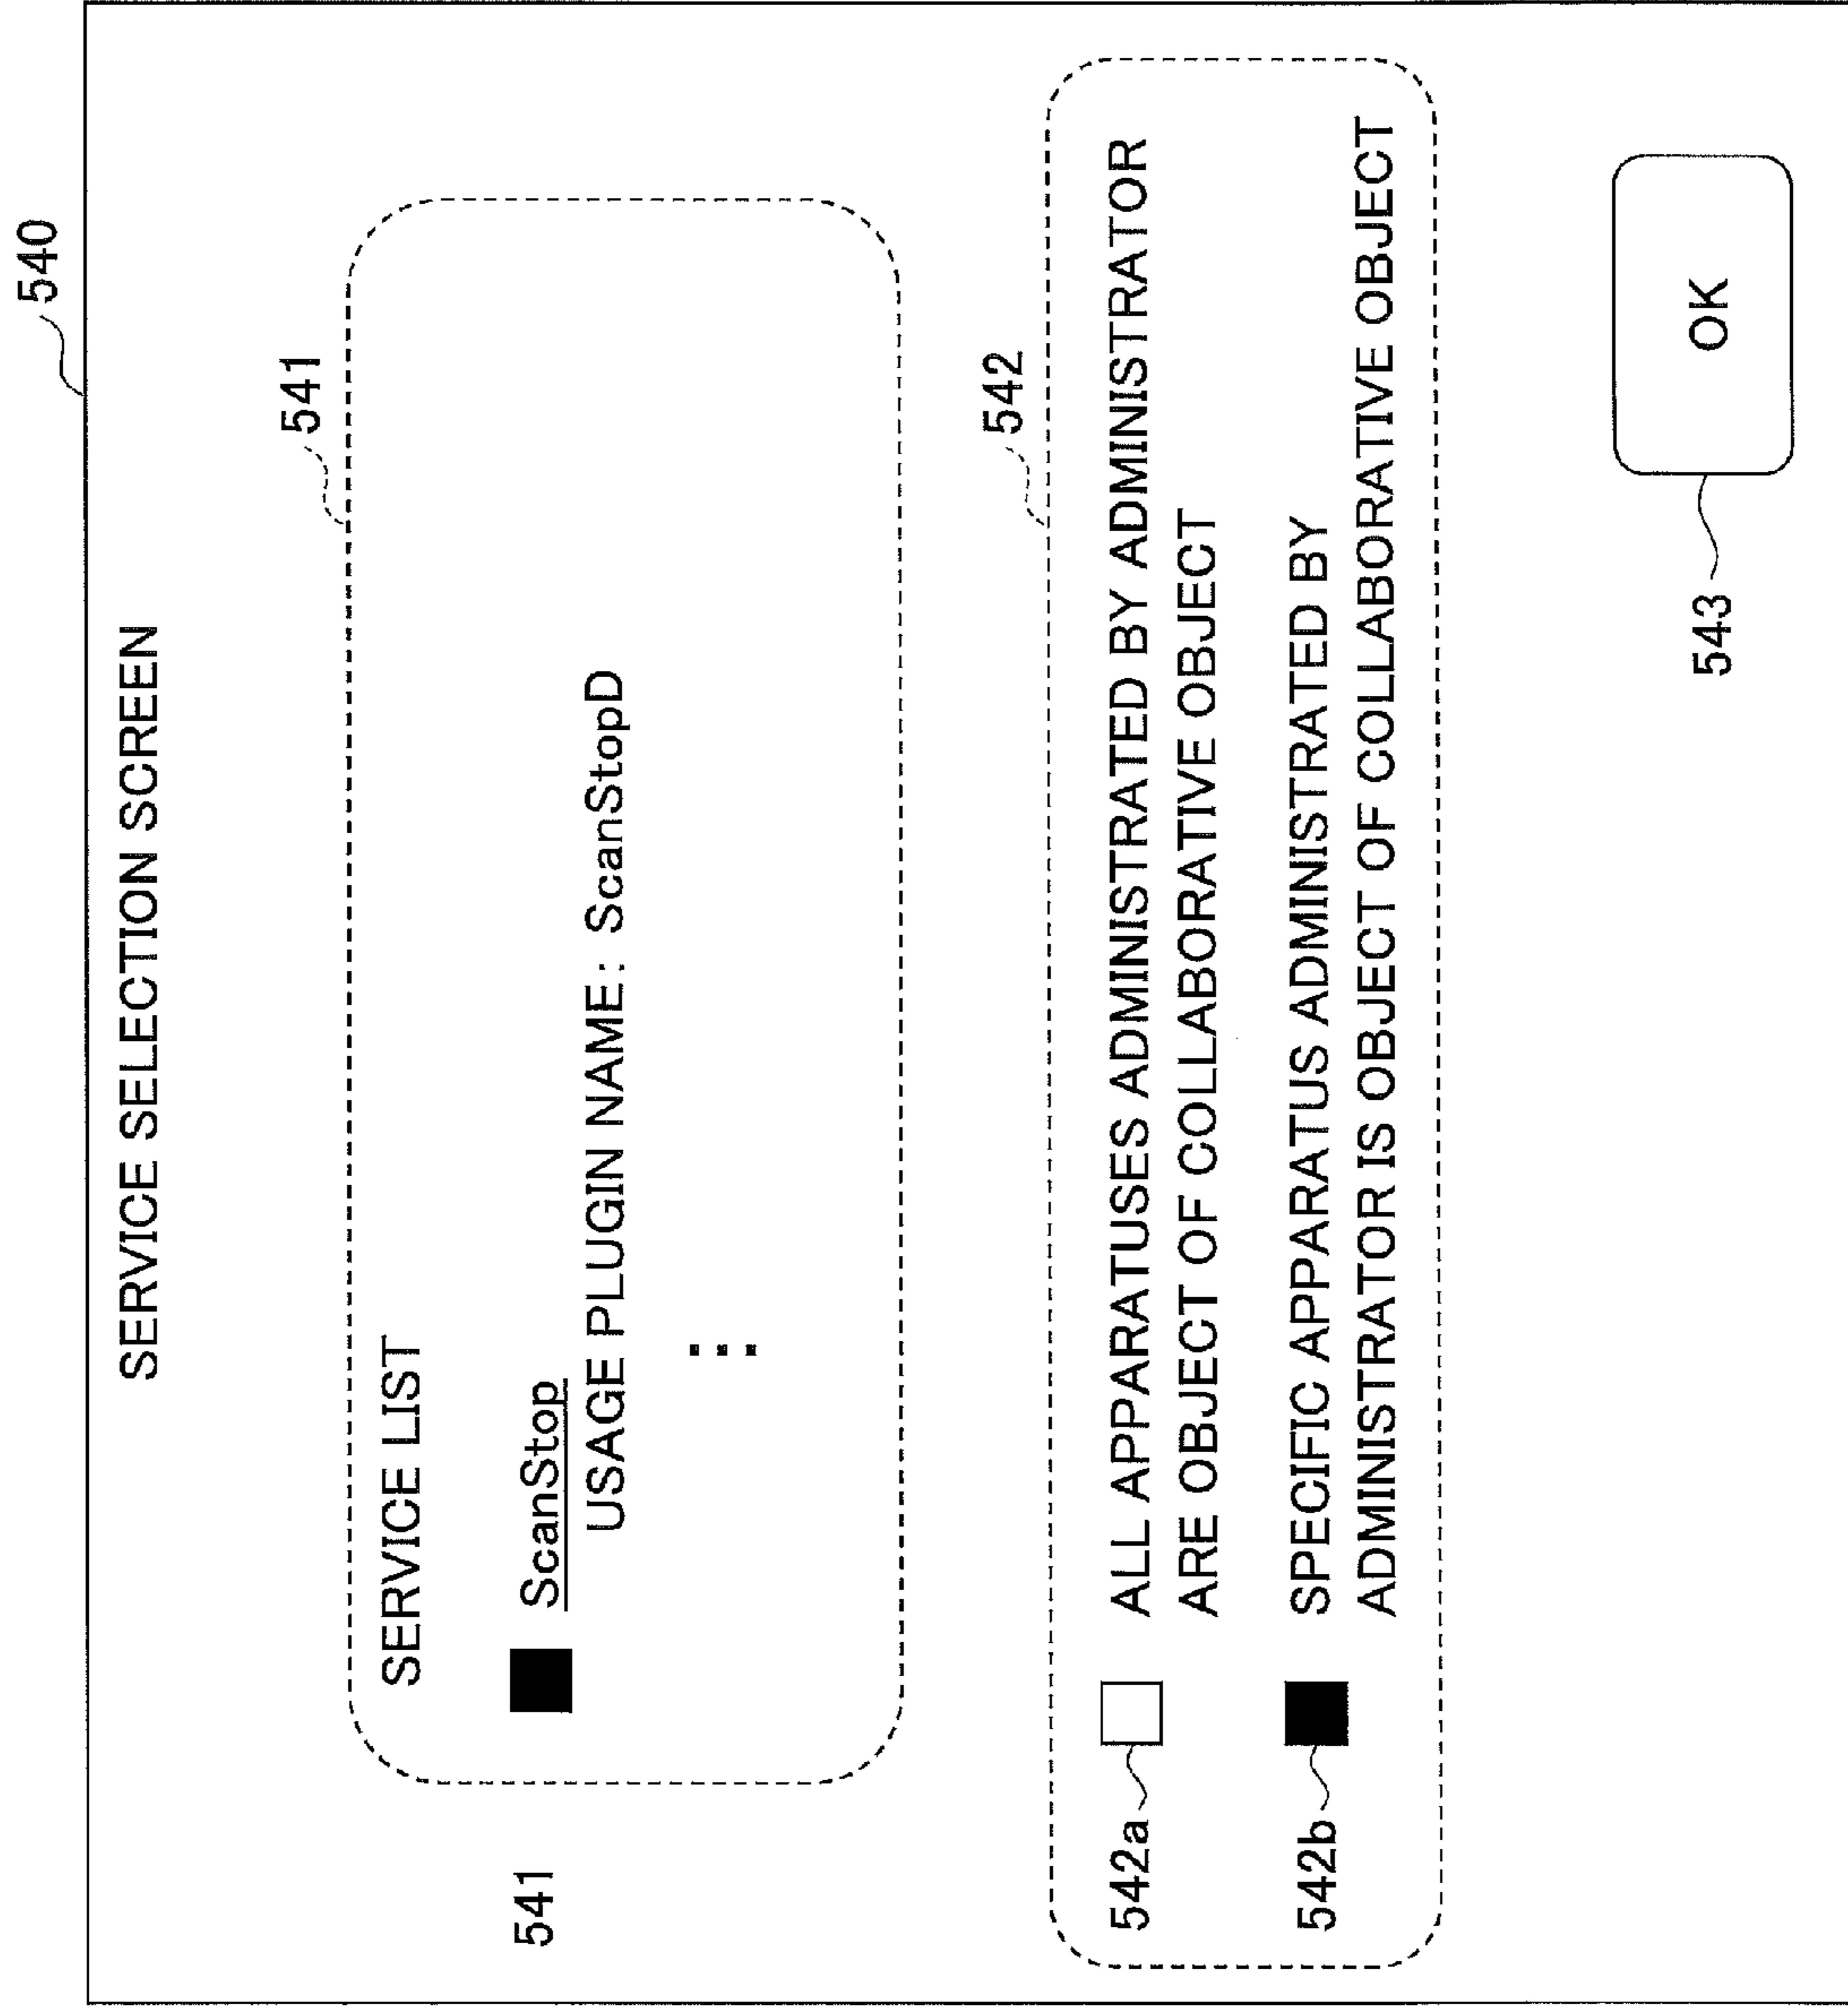 540
SERVICE SELECTION SCREEN
541
SERVICE LIST
541
ScanStop
USAGE PLUGIN NAME: ScanStopD
⋮
542
542a
ALL APPARATUSES ADMINISTRATED BY ADMINISTRATOR
ARE OBJECT OF COLLABORATIVE OBJECT
542b
SPECIFIC APPARATUS ADMINISTRATED BY
ADMINISTRATOR IS OBJECT OF COLLABORATIVE OBJECT
543
OK